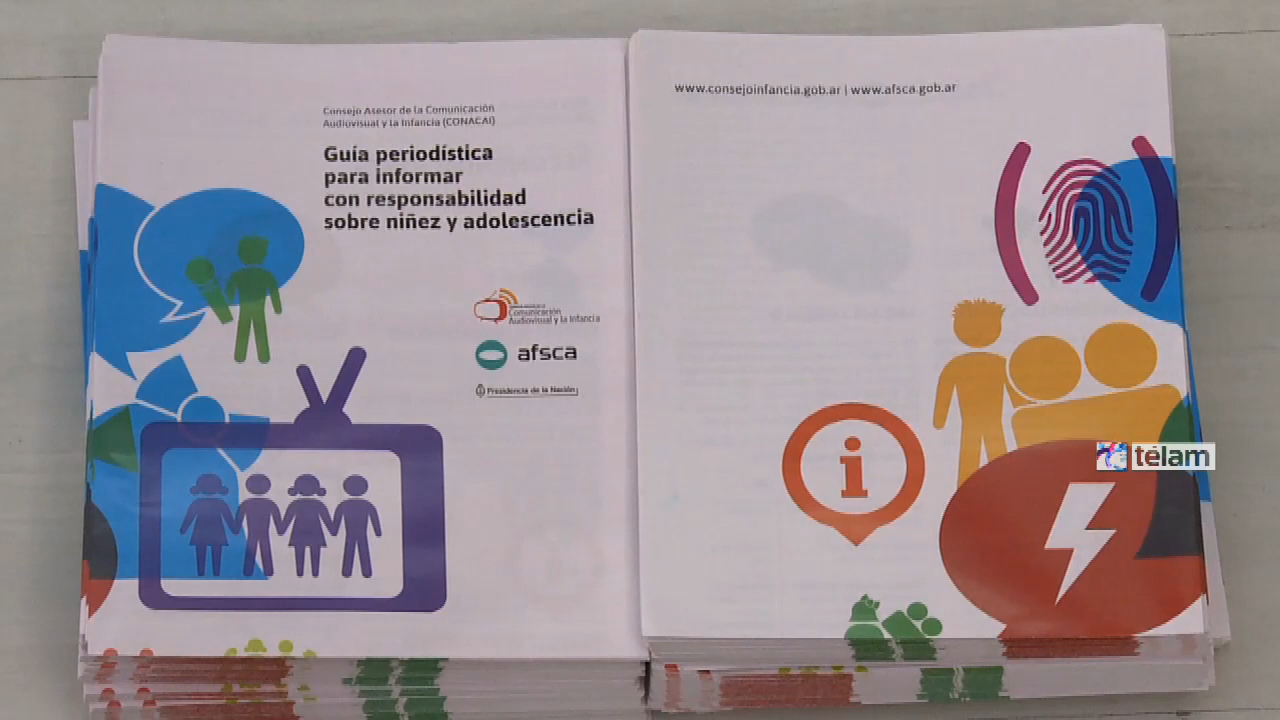 Consejo Asesor de la Comunicación
Audiovisual y la Infancia (CONACAI)
Guía periodística
para informar
con responsabilidad
sobre niñez y adolescencia
Comunicación
Audiovisual y la Infancia
afsca
Presidencia de la Nación
www.consejoinfancia.gob.ar | www.afsca.gob.ar
i
télam